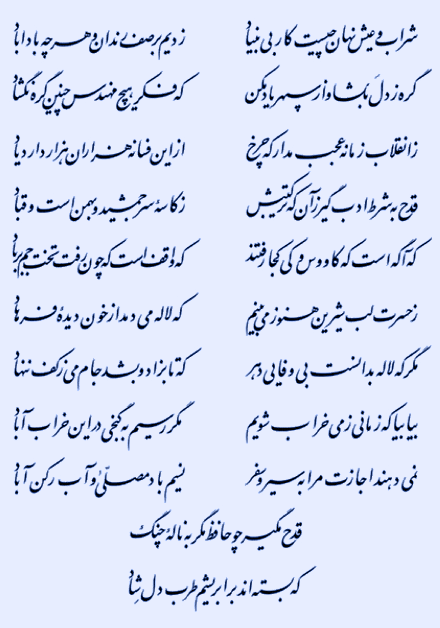 شراب و عیش نهان چیست کار بی بنیاد    زدیم بر صف رندان و هر چه بادا باد
گره ز دل بگشا و از سپهر یاد مکن    که فکر هیچ مهندس چنین گره نگشاد
ز انقلاب زمانه عجب مدار که چرخ    از این فسانه هزاران هزار دارد یاد
قدح به شرط ادب گیر زان که ترکیبش    ز کاسه سر جمشید و بهمن است و قباد
که آگه است که کاووس و کی کجا رفتند    که واقف است که چون رفت تخت جم بر باد
ز حسرت لب شیرین هنوز می بینم    که لاله می دمد از خون دیده فرهاد
مگر که لاله بدانست بی وفایی دهر    که تا بزاد و بشد جام می ز کف ننهاد
بیا بیا که زمانی ز می خراب شویم    مگر رسیم به گنجی در این خراب آباد
نمی دهند اجازت مرا به سیر و سفر    نسیم باد مصلی و آب رکن آباد
قدح مگیر چو حافظ مگر به ناله چنگ
که بسته اند بر ابریشم طرب دل شاد